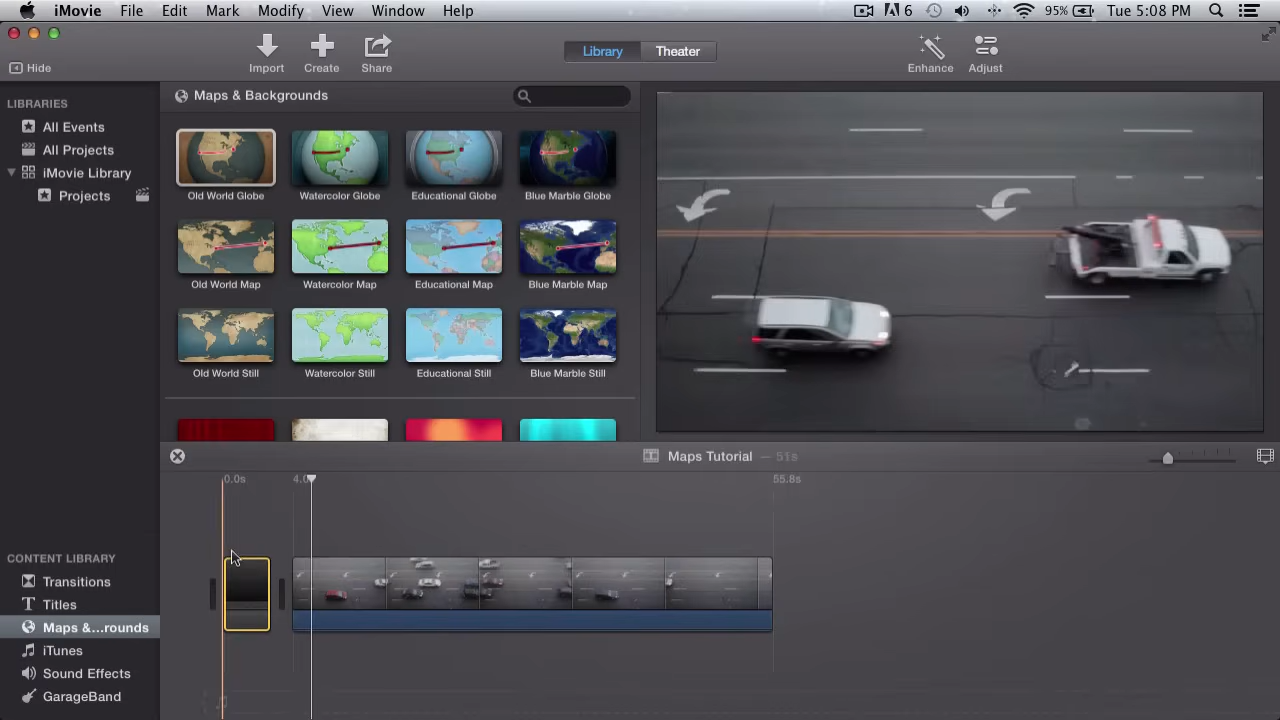 iMovie File Edit Mark Modify View Window Help 6 95% Tue 5:08 PM
Hide Import Create Share Library Theater Enhance Adjust
LIBRARIES
All Events
All Projects
iMovie Library
Projects
Maps & Backgrounds
Old World Globe Watercolor Globe Educational Globe Blue Marble Globe
Old World Map Watercolor Map Educational Map Blue Marble Map
Old World Still Watercolor Still Educational Still Blue Marble Still
Maps Tutorial — 51s
0.0s 4.0 55.8s
CONTENT LIBRARY
Transitions
T Titles
Maps &...rounds
iTunes
Sound Effects
GarageBand